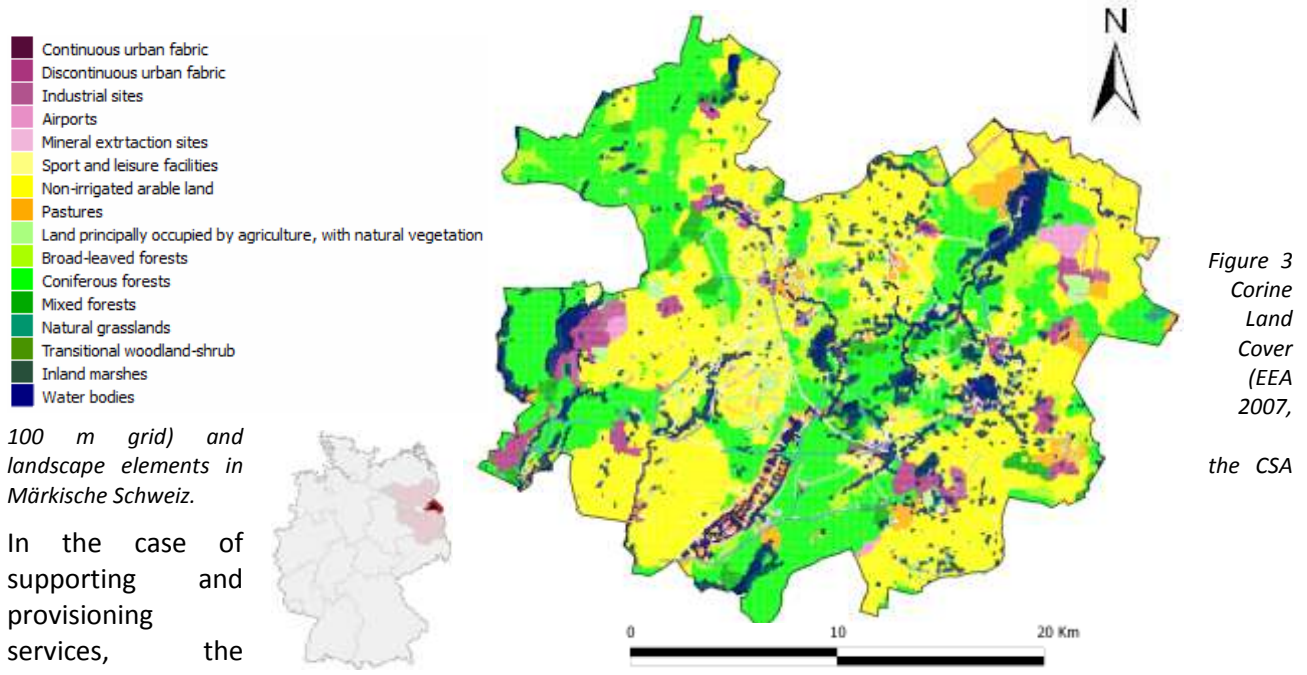 Continuous urban fabric
Discontinuous urban fabric
Industrial sites
Airports
Mineral extrtaction sites
Sport and leisure facilities
Non-irrigated arable land
Pastures
Land principally occupied by agriculture, with natural vegetation
Broad-leaved forests
Coniferous forests
Mixed forests
Natural grasslands
Transitional woodland-shrub
Inland marshes
Water bodies
N
0 10 20 Km
Figure 3
Corine
Land
Cover
(EEA
2007,
100 m grid) and
landscape elements in
the CSA
Märkische Schweiz.
In the case of
supporting and
provisioning
services, the